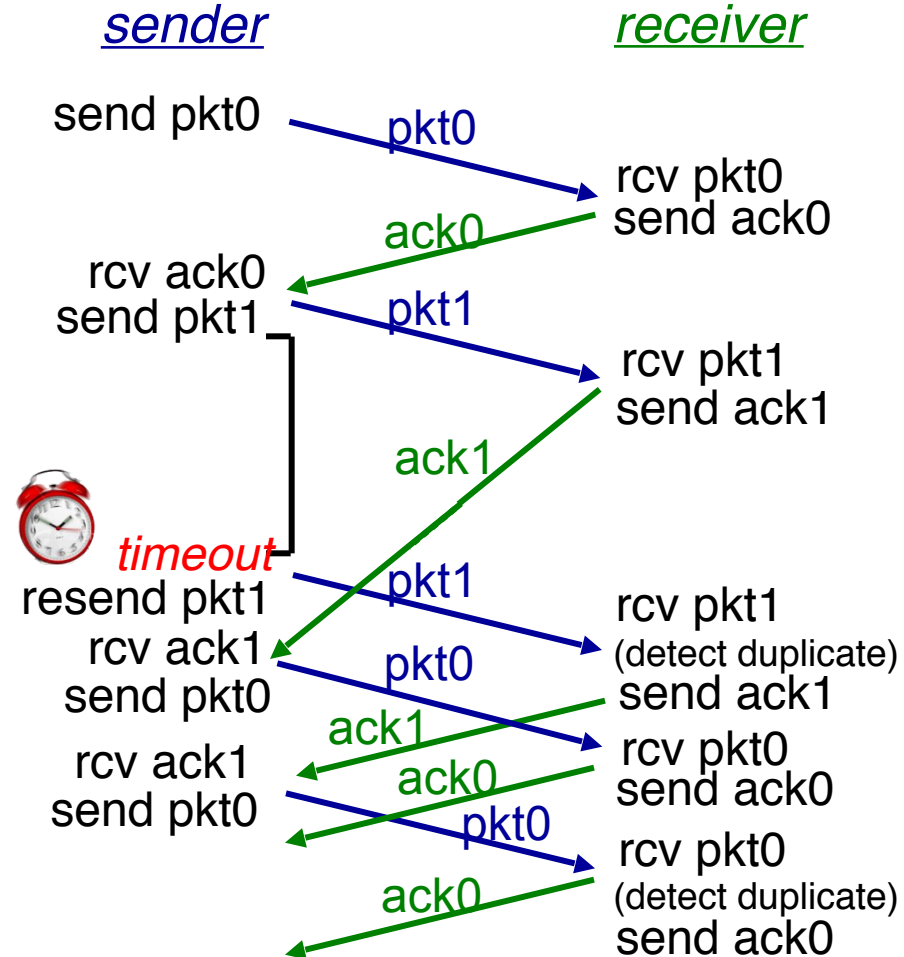 sender
receiver
send pkt0
pkt0
rcv pkt0
send ack0
ack0
rcv ack0
send pkt1
pkt1
rcv pkt1
send ack1
ack1
timeout
resend pkt1
pkt1
rcv pkt1
(detect duplicate)
send ack1
rcv ack1
send pkt0
pkt0
ack1
rcv pkt0
send ack0
rcv ack1
send pkt0
ack0
pkt0
rcv pkt0
(detect duplicate)
send ack0
ack0